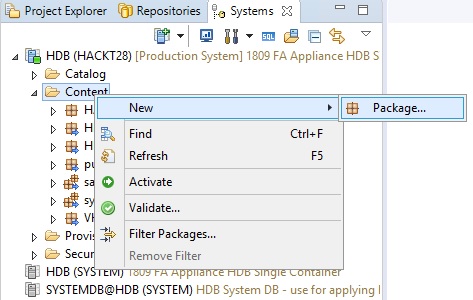 Project Explorer Repositories Systems
HDB (HACKT28) [Production System] 1809 FA Appliance HDB S
Catalog
Content
New
Package...
Find Ctrl+F
Refresh F5
Activate
Validate...
Filter Packages...
Remove Filter
H
H
H
pu
sa
sy
Provis
Secur
HDB (SYSTEM) 1809 FA Appliance HDB Single Container
SYSTEMDB@HDB (SYSTEM) HDB System DB - use for applying l